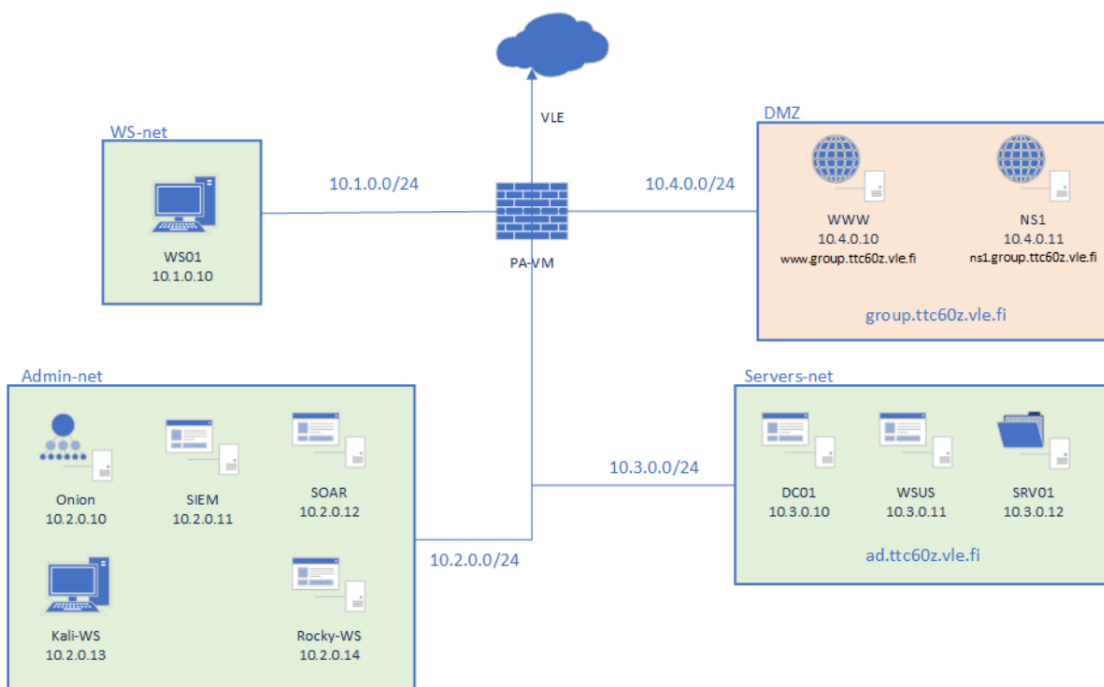 VLE
WS-net
10.1.0.0/24
WS01
10.1.0.10
PA-VM
10.4.0.0/24
DMZ
WWW
10.4.0.10
www.group.ttc60z.vle.fi
NS1
10.4.0.11
ns1.group.ttc60z.vle.fi
group.ttc60z.vle.fi
Admin-net
Onion
10.2.0.10
SIEM
10.2.0.11
SOAR
10.2.0.12
Kali-WS
10.2.0.13
Rocky-WS
10.2.0.14
10.2.0.0/24
10.3.0.0/24
Servers-net
DC01
10.3.0.10
WSUS
10.3.0.11
SRV01
10.3.0.12
ad.ttc60z.vle.fi